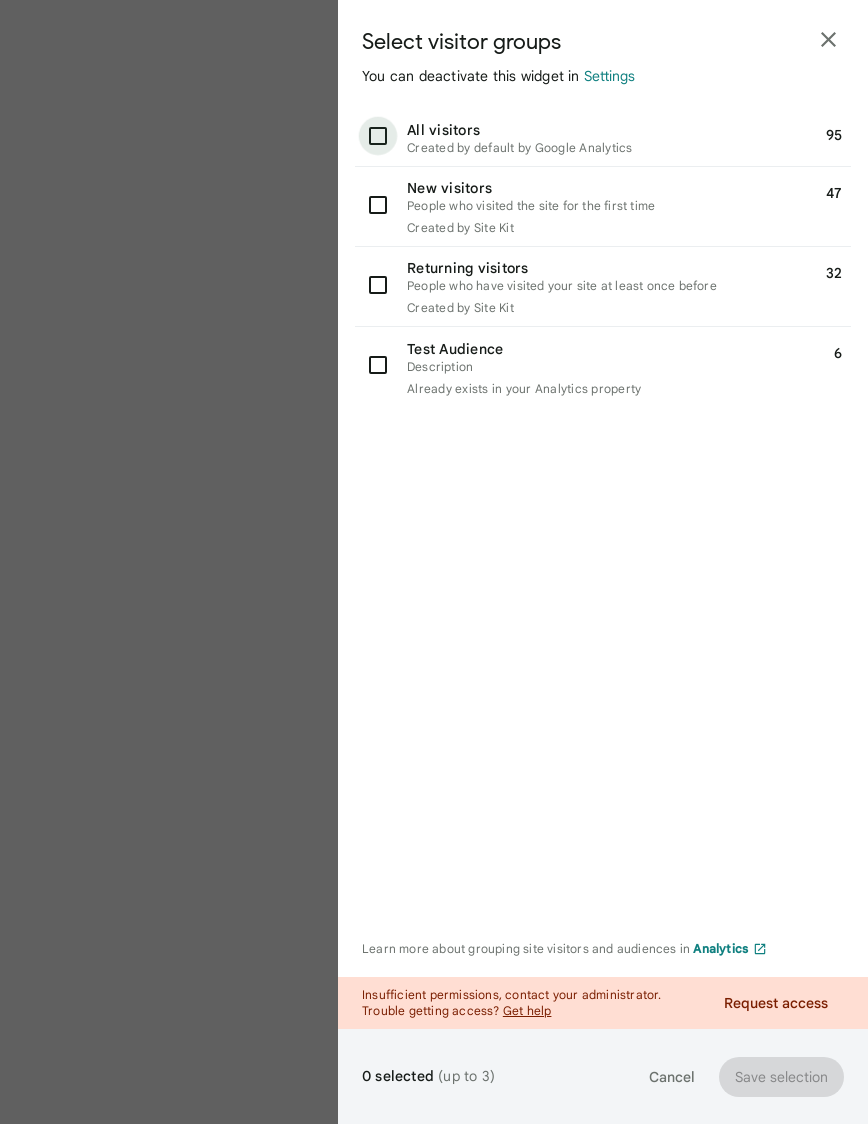 Select visitor groups
You can deactivate this widget in Settings
All visitors
95
Created by default by Google Analytics
New visitors
47
People who visited the site for the first time
Created by Site Kit
Returning visitors
32
People who have visited your site at least once before
Created by Site Kit
Test Audience
6
Description
Already exists in your Analytics property
Learn more about grouping site visitors and audiences in Analytics
Insufficient permissions, contact your administrator.
Trouble getting access? Get help
Request access
0 selected (up to 3)
Cancel
Save selection